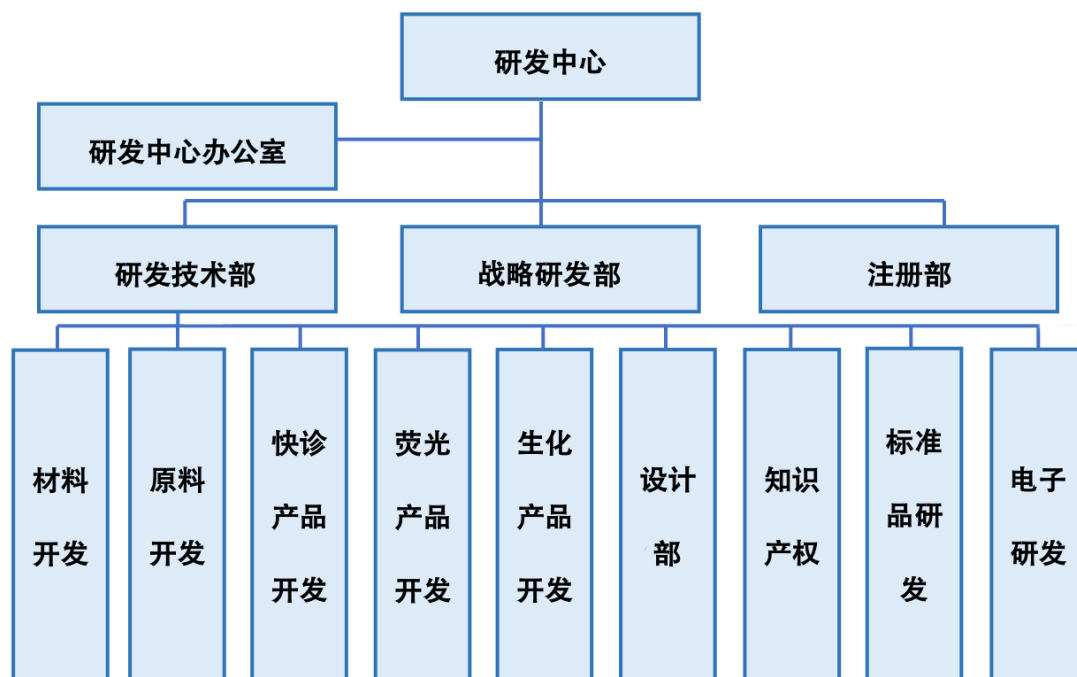 研发中心
研发中心办公室
研发技术部
战略研发部
注册部
材料
开发
原料
开发
快诊
产品
开发
荧光
产品
开发
生化
产品
开发
设计
部
知识
产权
标准
品研
发
电子
研发